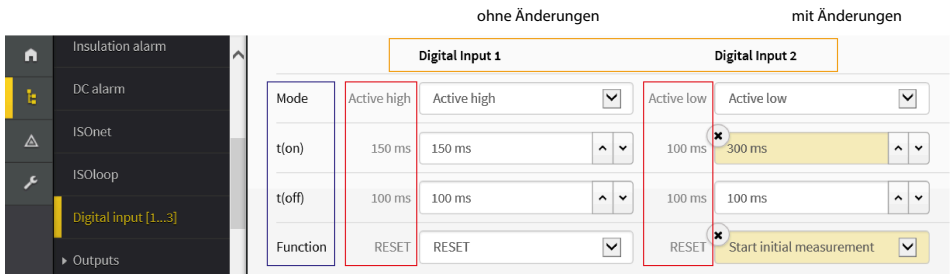 ohne Änderungen mit Änderungen
Insulation alarm
DC alarm
ISOnet
ISOloop
Digital input [1...3]
Outputs
Digital Input 1 Digital Input 2
Mode Active high Active high Active low Active low
t(on) 150 ms 150 ms 100 ms 300 ms
t(off) 100 ms 100 ms 100 ms 100 ms
Function RESET RESET RESET Start initial measurement